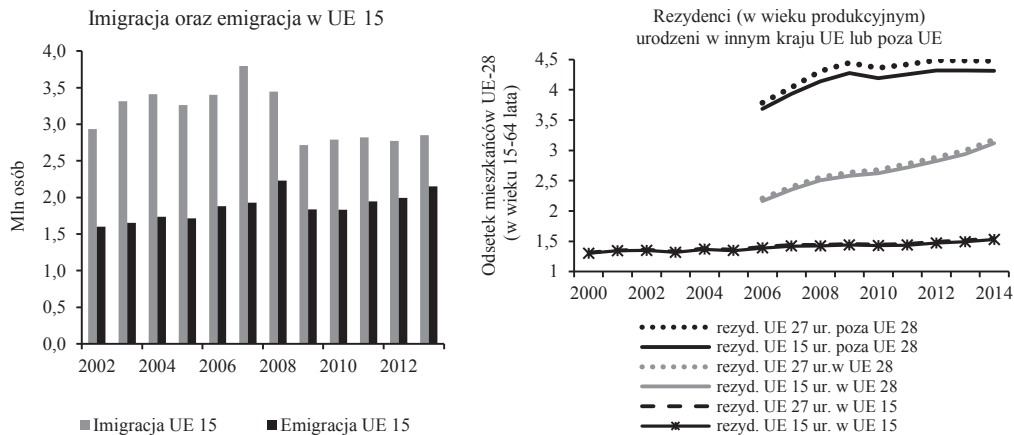 Imigracja oraz emigracja w UE 15
4,0
3,5
3,0
2,5
2,0
1,5
1,0
0,5
0,0
Mln osób
2002 2004 2006 2008 2010 2012
Imigracja UE 15 Emigracja UE 15
Rezydenci (w wieku produkcyjnym)
urodzeni w innym kraju UE lub poza UE
4,5
4
3,5
3
2,5
2
1,5
1
Odsetek mieszkańców UE-28
(w wieku 15-64 lata)
2000 2002 2004 2006 2008 2010 2012 2014
rezyd. UE 27 ur. poza UE 28
rezyd. UE 15 ur. poza UE 28
rezyd. UE 27 ur.w UE 28
rezyd. UE 15 ur. w UE 28
rezyd. UE 27 ur. w UE 15
rezyd. UE 15 ur. w UE 15